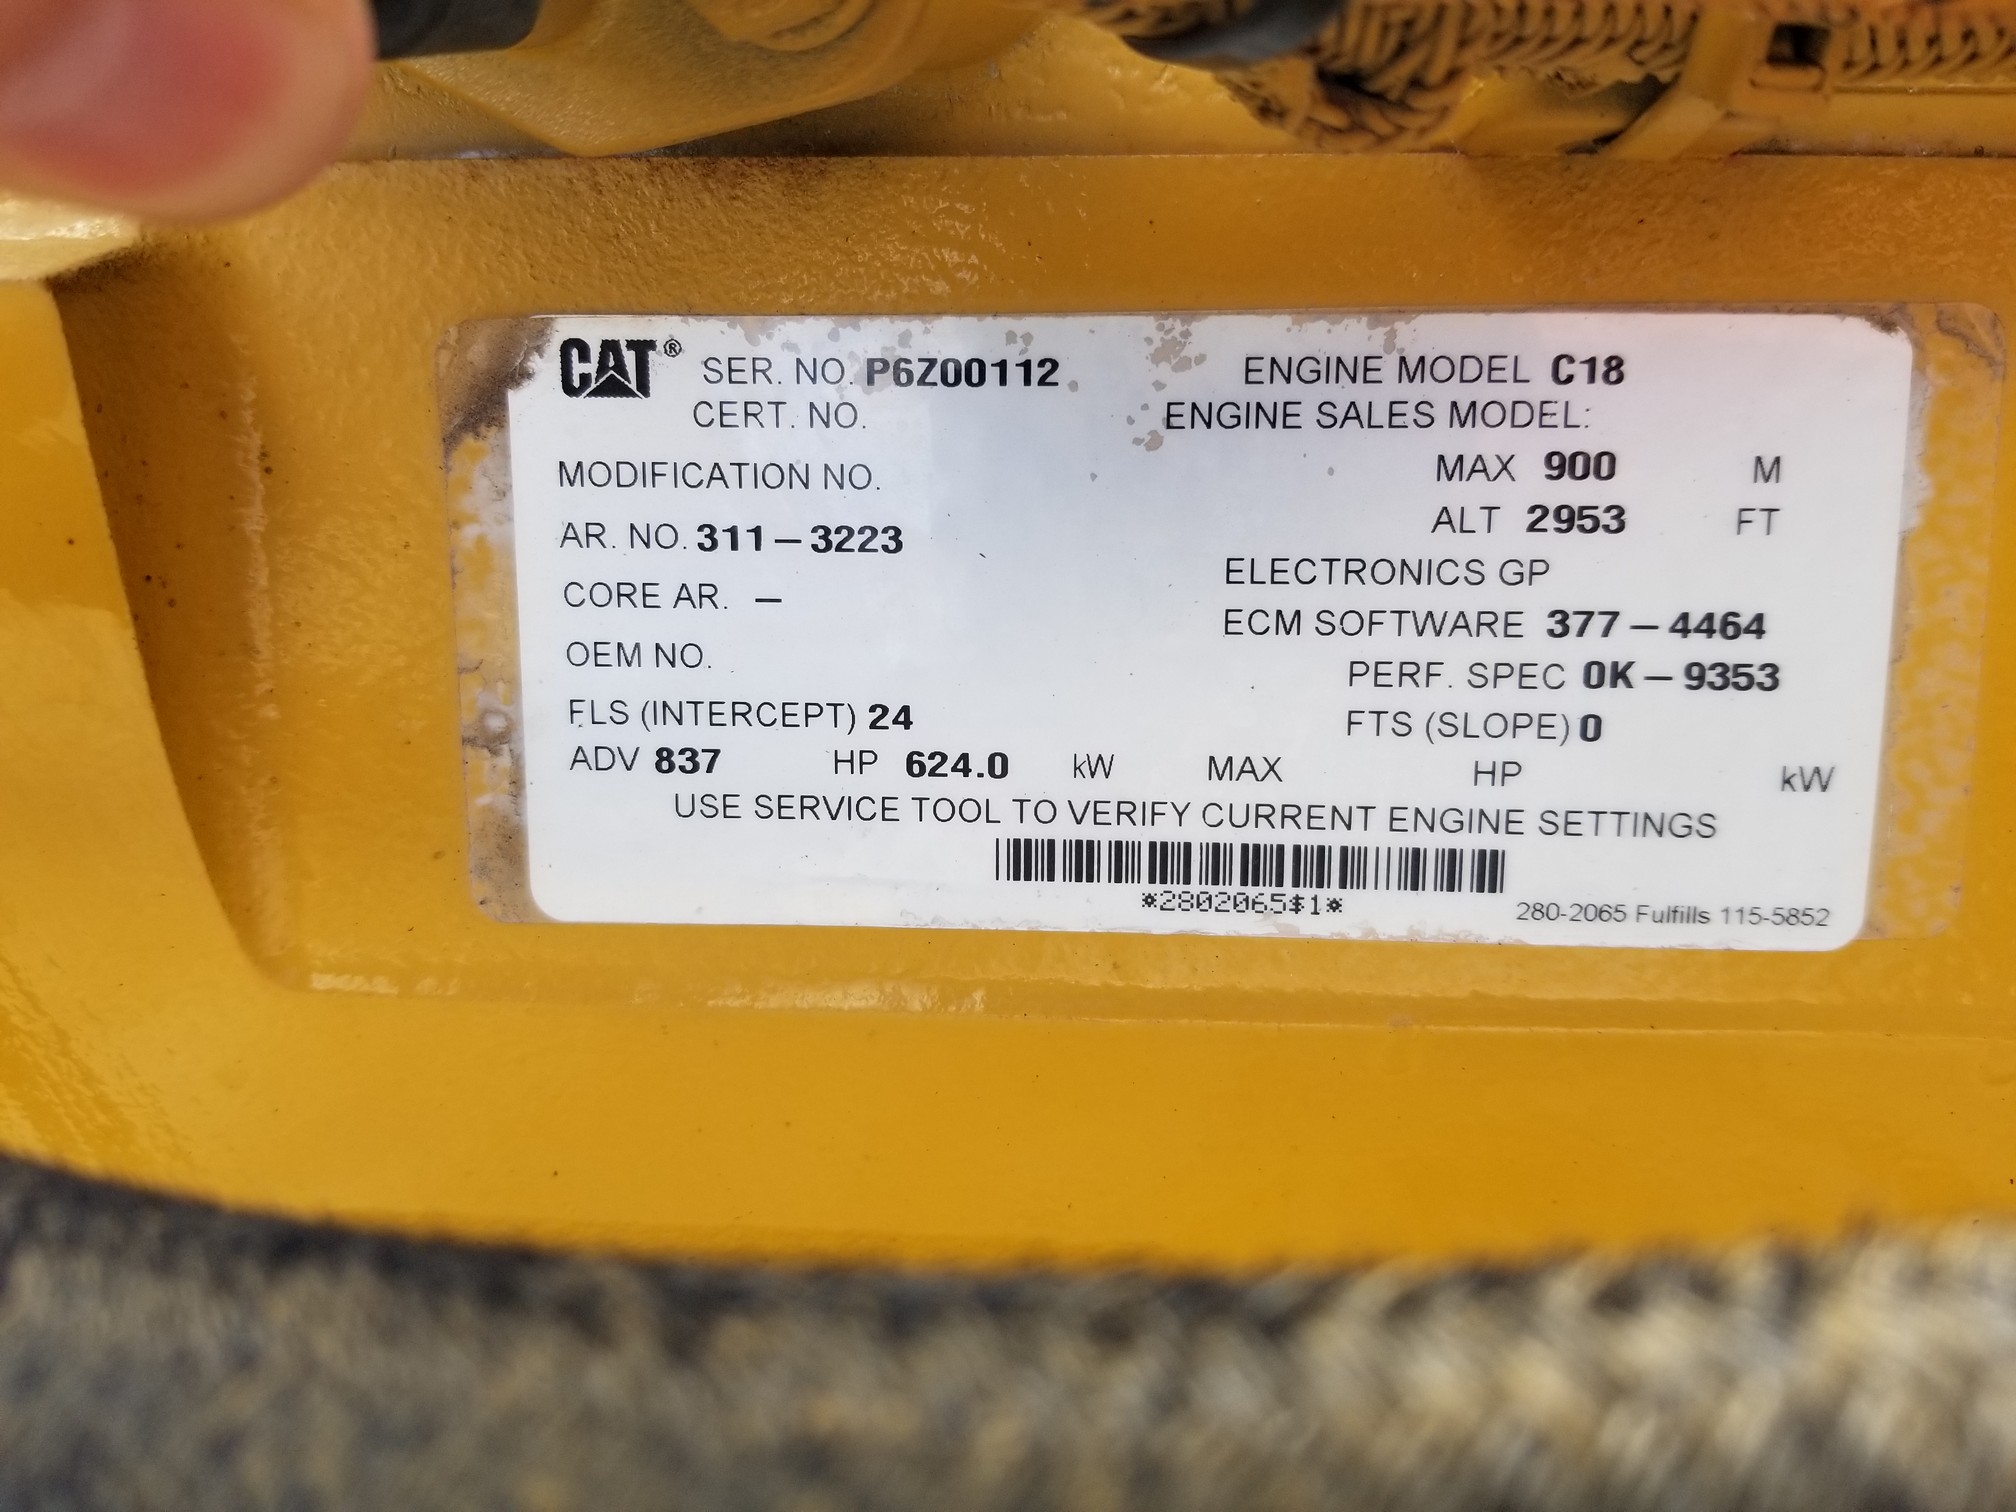 CAT® SER. NO. P6Z00112 ENGINE MODEL C18
CERT. NO. ENGINE SALES MODEL:
MODIFICATION NO. MAX 900 M
AR. NO. 311-3223 ALT 2953 FT
ELECTRONICS GP
CORE AR. – ECM SOFTWARE 377-4464
OEM NO. PERF. SPEC 0K-9353
FLS (INTERCEPT) 24 FTS (SLOPE) 0
ADV 837 HP 624.0 kW MAX HP kW
USE SERVICE TOOL TO VERIFY CURRENT ENGINE SETTINGS
*2802065$1*
280-2065 Fulfills 115-5852